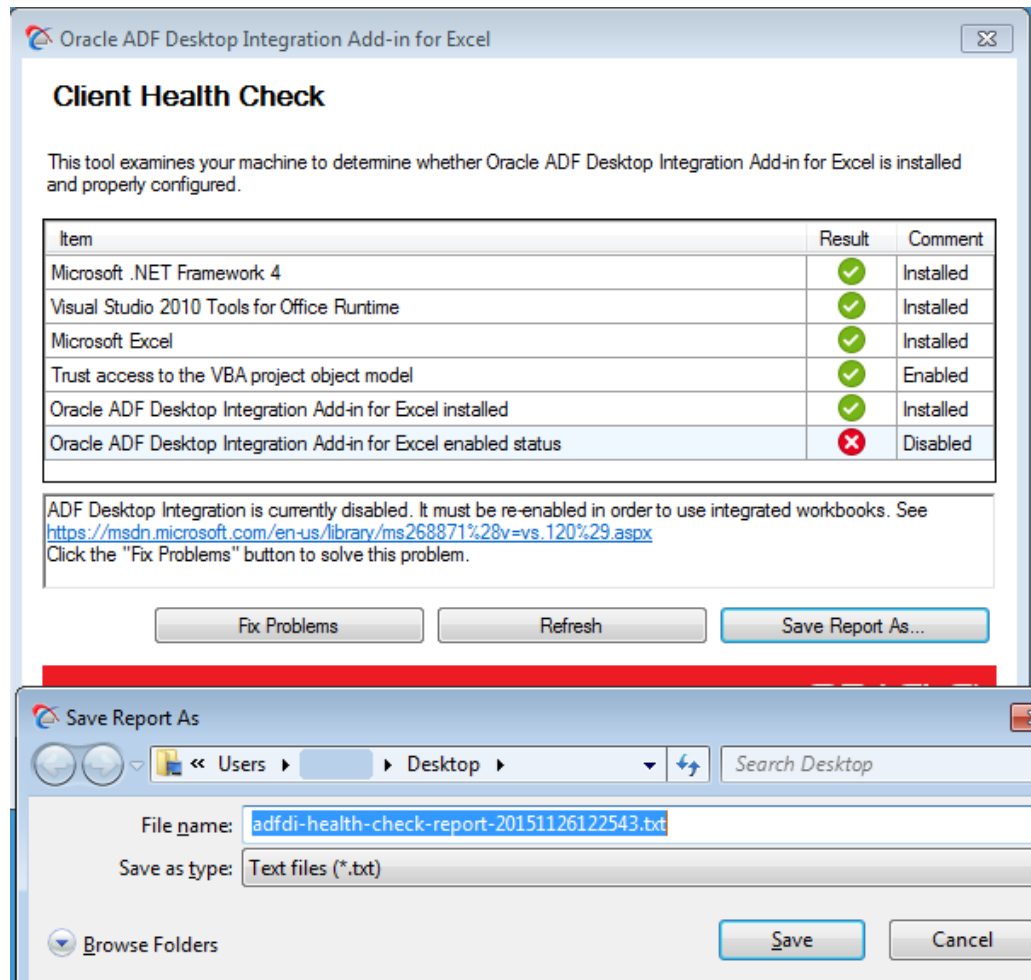 Oracle ADF Desktop Integration Add-in for Excel
Client Health Check
This tool examines your machine to determine whether Oracle ADF Desktop Integration Add-in for Excel is installed
and properly configured.
Item Result Comment
Microsoft .NET Framework 4 Installed
Visual Studio 2010 Tools for Office Runtime Installed
Microsoft Excel Installed
Trust access to the VBA project object model Enabled
Oracle ADF Desktop Integration Add-in for Excel installed Installed
Oracle ADF Desktop Integration Add-in for Excel enabled status Disabled
ADF Desktop Integration is currently disabled. It must be re-enabled in order to use integrated workbooks. See
https://msdn.microsoft.com/en-us/library/ms268871%28v=vs.120%29.aspx
Click the "Fix Problems" button to solve this problem.
Fix Problems Refresh Save Report As...
Save Report As
« Users Desktop Search Desktop
File name: adfdi-health-check-report-20151126122543.txt
Save as type: Text files (*.txt)
Browse Folders Save Cancel